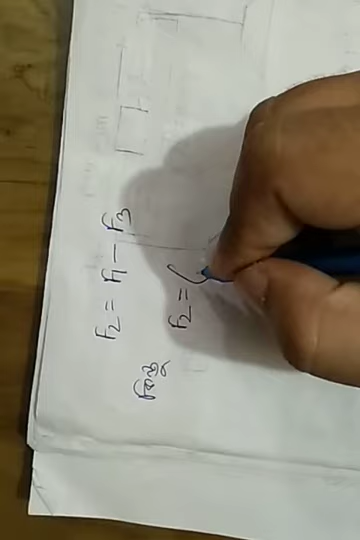 F₂ = F₁ - F₃
কিন্তু
F₂ = (